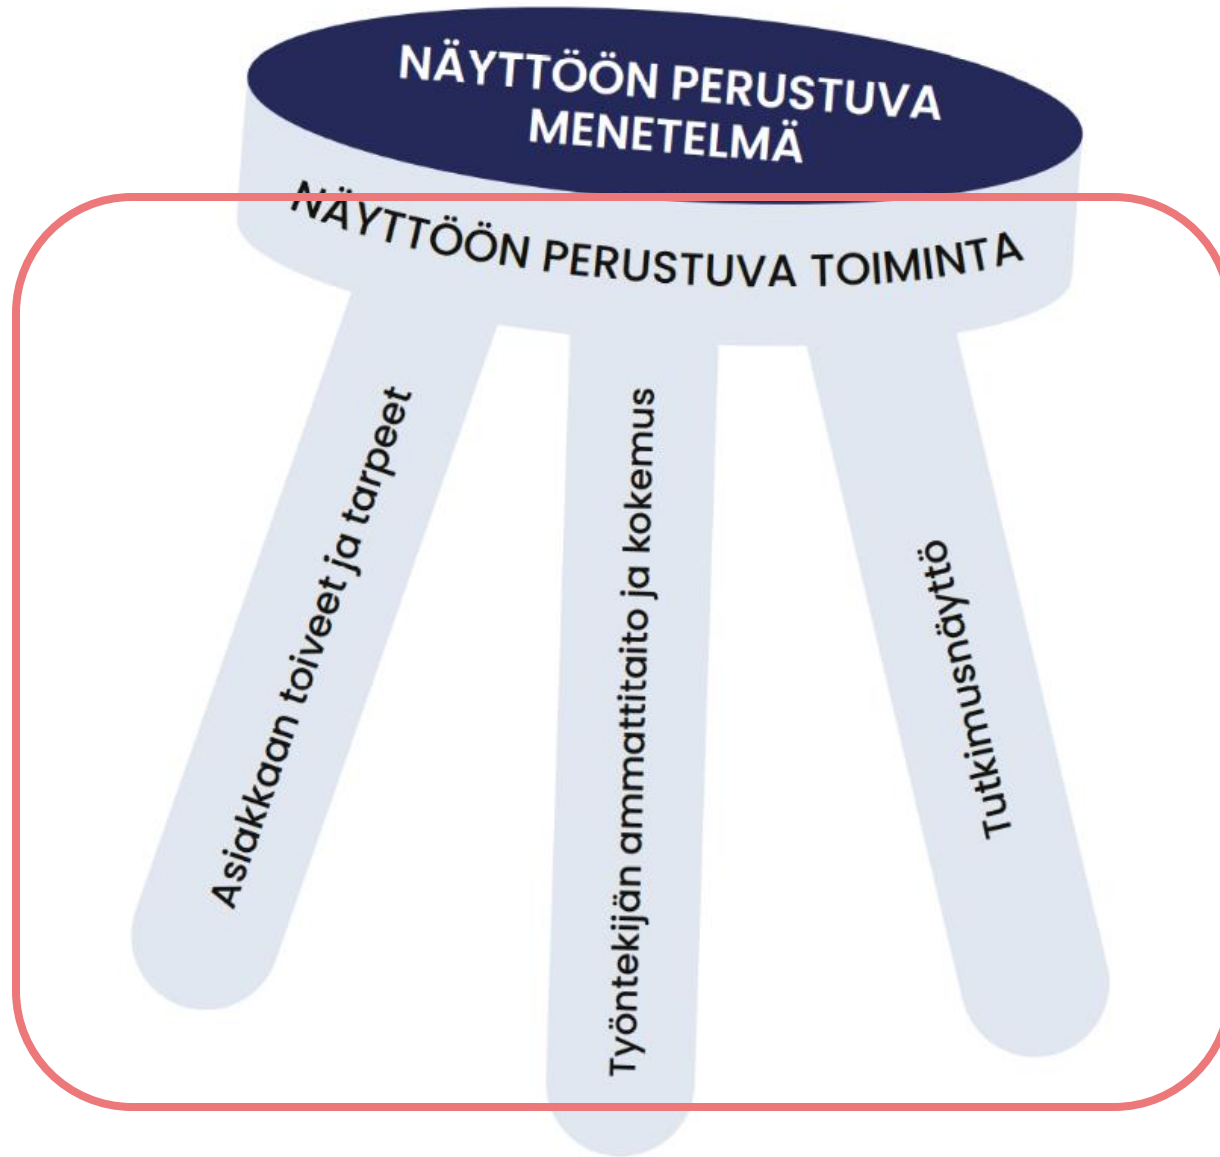 NÄYTTÖÖN PERUSTUVA
MENETELMÄ
NÄYTTÖÖN PERUSTUVA TOIMINTA
Asiakkaan toiveet ja tarpeet
Työntekijän ammattitaito ja kokemus
Tutkimusnäyttö